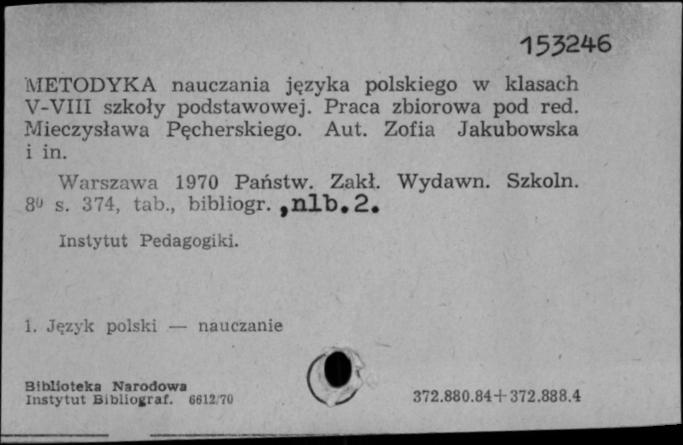 153246
METODYKA nauczania języka polskiego w klasach
V-VIII szkoły podstawowej. Praca zbiorowa pod red.
Mieczysława Pęcherskiego. Aut. Zofia Jakubowska
i in.
Warszawa 1970 Państw. Zakł. Wydawn. Szkoln.
8⁰ s. 374, tab., bibliogr. ,nlb.2.
Instytut Pedagogiki.
1. Język polski — nauczanie
Biblioteka Narodowa
Instytut Bibliograf. 6612/70
372.880.84+372.888.4